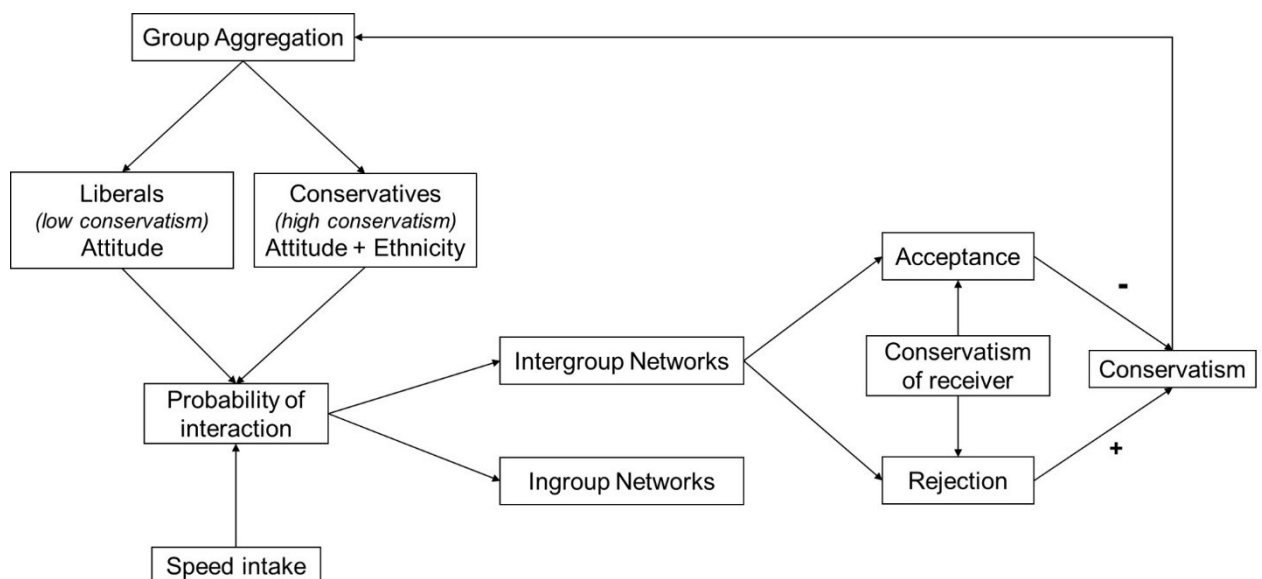 Group Aggregation
Liberals
(low conservatism)
Attitude
Conservatives
(high conservatism)
Attitude + Ethnicity
Acceptance
-
Intergroup Networks
Conservatism
of receiver
Conservatism
Probability of
interaction
+
Ingroup Networks
Rejection
Speed intake